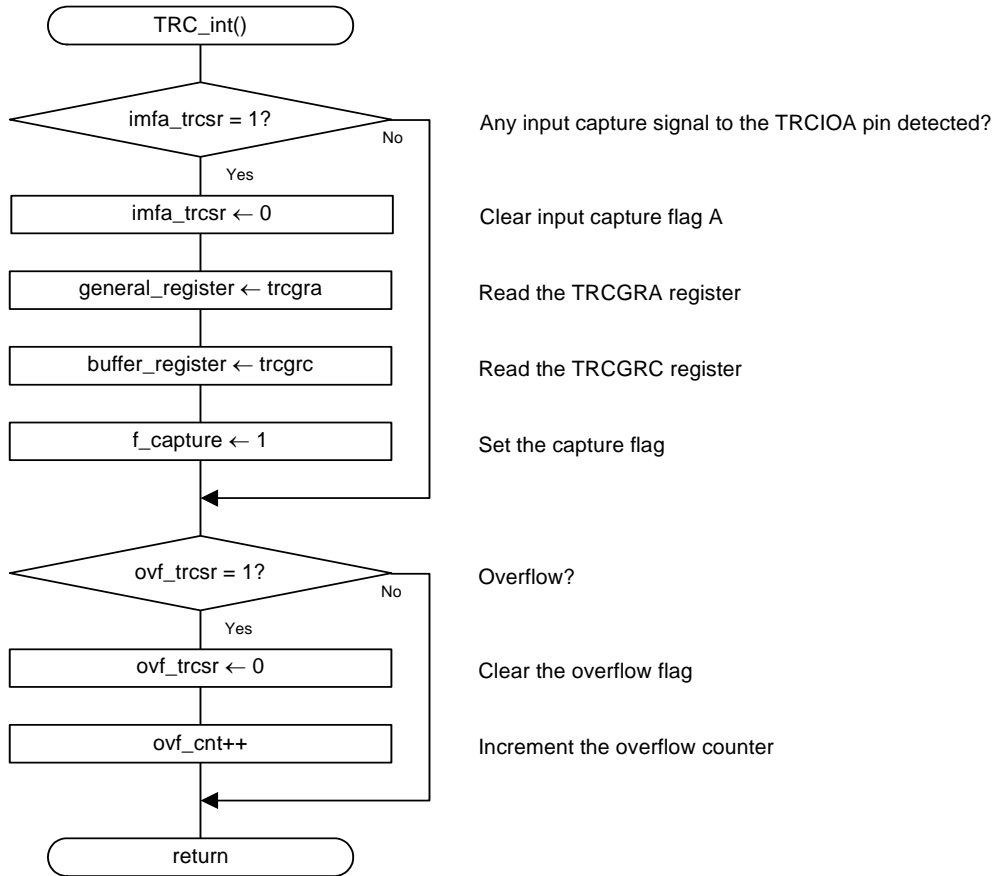 TRC_int()
imfa_trcsr = 1?
No
Any input capture signal to the TRCIOA pin detected?
Yes
imfa_trcsr ← 0
Clear input capture flag A
general_register ← trcgra
Read the TRCGRA register
buffer_register ← trcgrc
Read the TRCGRC register
f_capture ← 1
Set the capture flag
ovf_trcsr = 1?
No
Overflow?
Yes
ovf_trcsr ← 0
Clear the overflow flag
ovf_cnt++
Increment the overflow counter
return